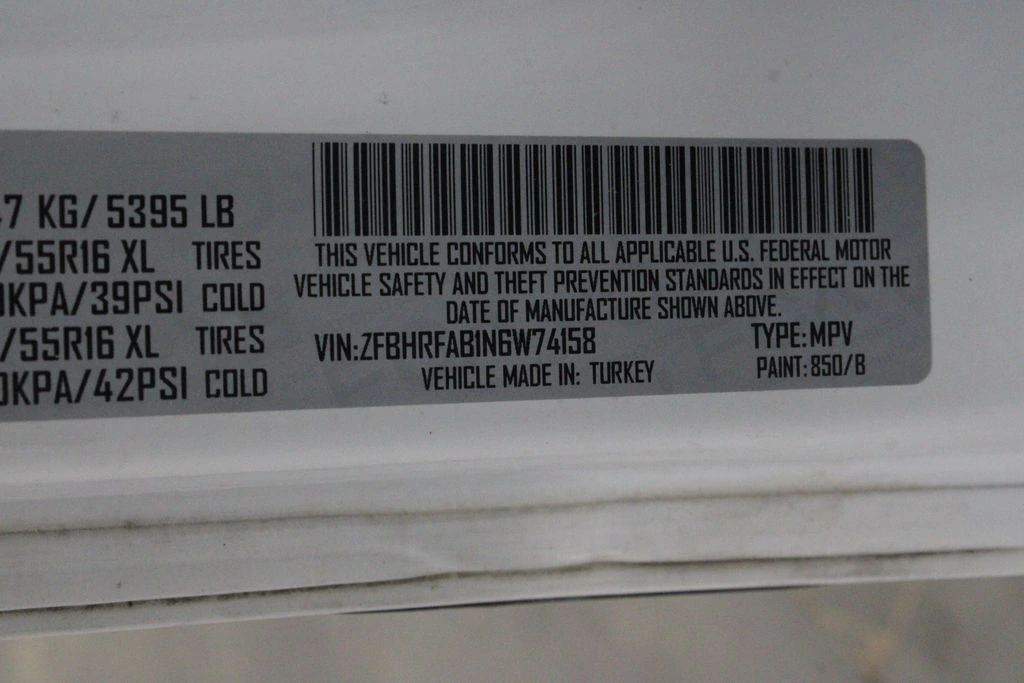 7 KG/ 5395 LB
/55R16 XL TIRES
0KPA/39PSI COLD
/55R16 XL TIRES
0KPA/42PSI COLD
THIS VEHICLE CONFORMS TO ALL APPLICABLE U.S. FEDERAL MOTOR
VEHICLE SAFETY AND THEFT PREVENTION STANDARDS IN EFFECT ON THE
DATE OF MANUFACTURE SHOWN ABOVE.
VIN:ZFBHRFAB1N6W74158 TYPE:MPV
VEHICLE MADE IN: TURKEY PAINT:850/B